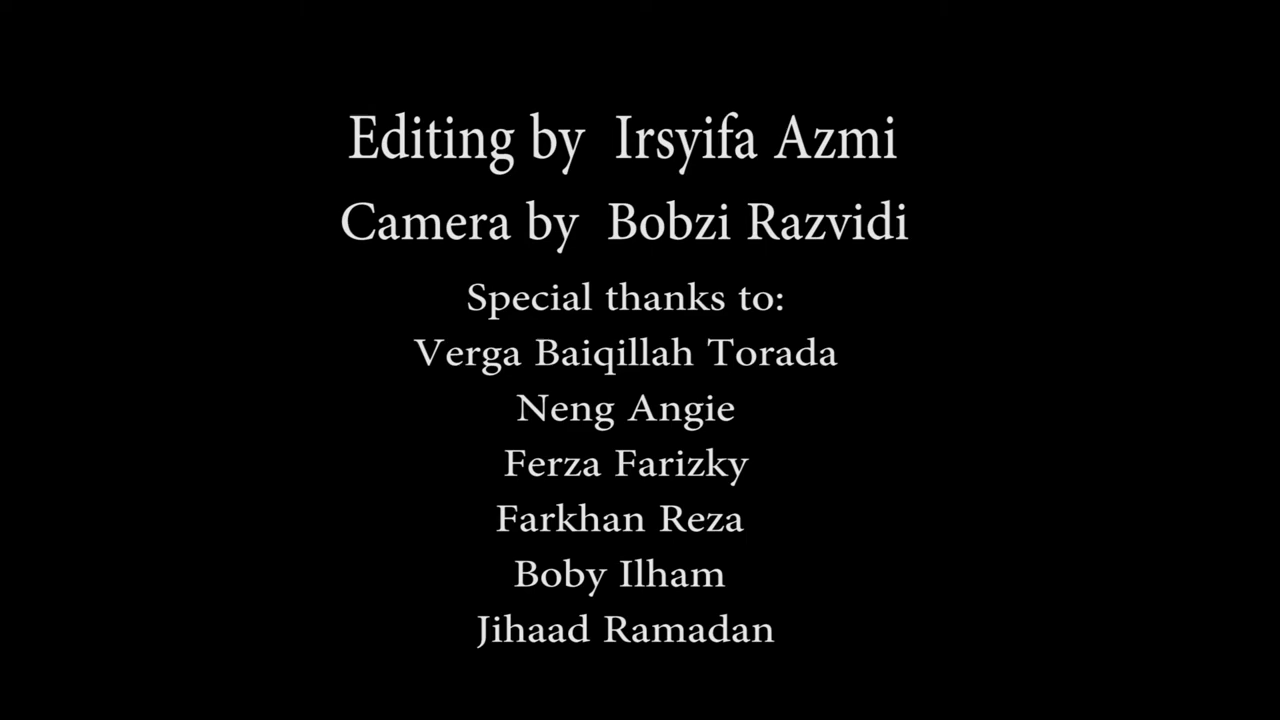 Editing by  Irsyifa Azmi
Camera by  Bobzi Razvidi
Special thanks to:
Verga Baiqillah Torada
Neng Angie
Ferza Farizky
Farkhan Reza
Boby Ilham
Jihaad Ramadan